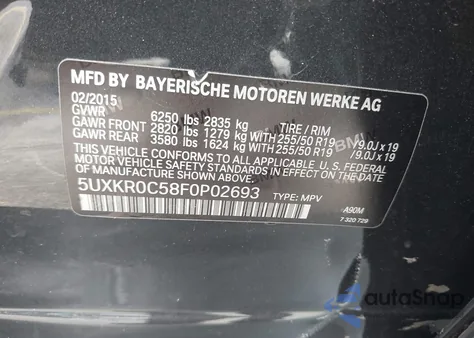 MFD BY BAYERISCHE MOTOREN WERKE AG
02/2015
GVWR 6250 lbs 2835 kg TIRE / RIM
GAWR FRONT 2820 lbs 1279 kg WITH 255/50 R19 /9.0J x 19
GAWR REAR 3580 lbs 1624 kg WITH 255/50 R19 /9.0J x 19
THIS VEHICLE CONFORMS TO ALL APPLICABLE U.S. FEDERAL
MOTOR VEHICLE SAFETY STANDARDS IN EFFECT ON THE DATE
OF MANUFACTURE SHOWN ABOVE.
5UXKR0C58F0P02693 TYPE: MPV
A90M
7 320 729
BMW
autaShop